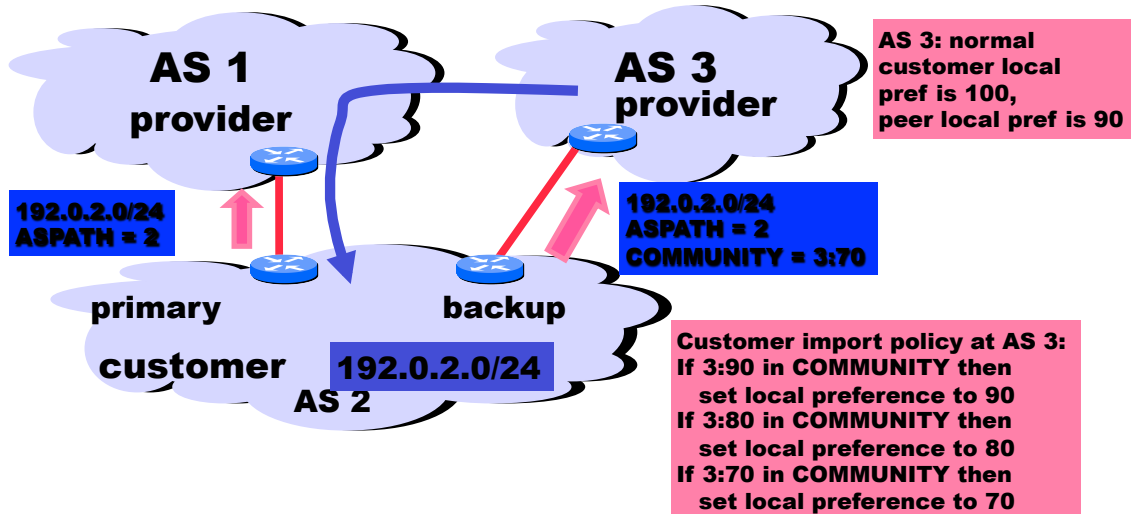 AS 1
provider
AS 3
provider
AS 3: normal
customer local
pref is 100,
peer local pref is 90
192.0.2.0/24
ASPATH = 2
192.0.2.0/24
ASPATH = 2
COMMUNITY = 3:70
primary
backup
customer
192.0.2.0/24
AS 2
Customer import policy at AS 3:
If 3:90 in COMMUNITY then
set local preference to 90
If 3:80 in COMMUNITY then
set local preference to 80
If 3:70 in COMMUNITY then
set local preference to 70